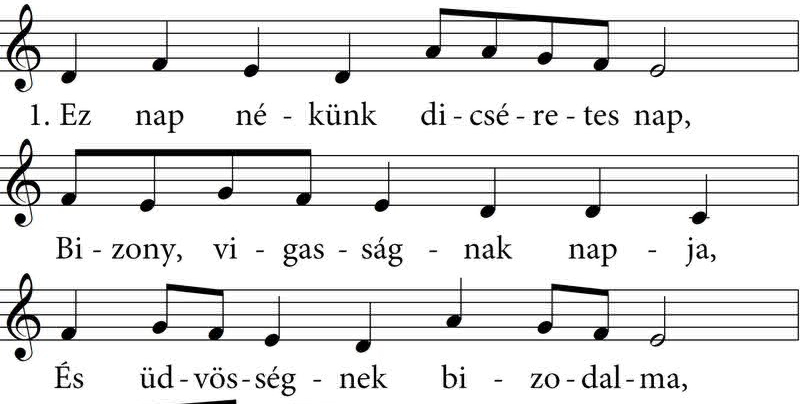 1. Ez nap né - künk di - csé - re - tes nap,
Bi - zony, vi - gas - ság - nak nap - ja,
És üd - vös - ség - nek bi - zo - dal - ma,